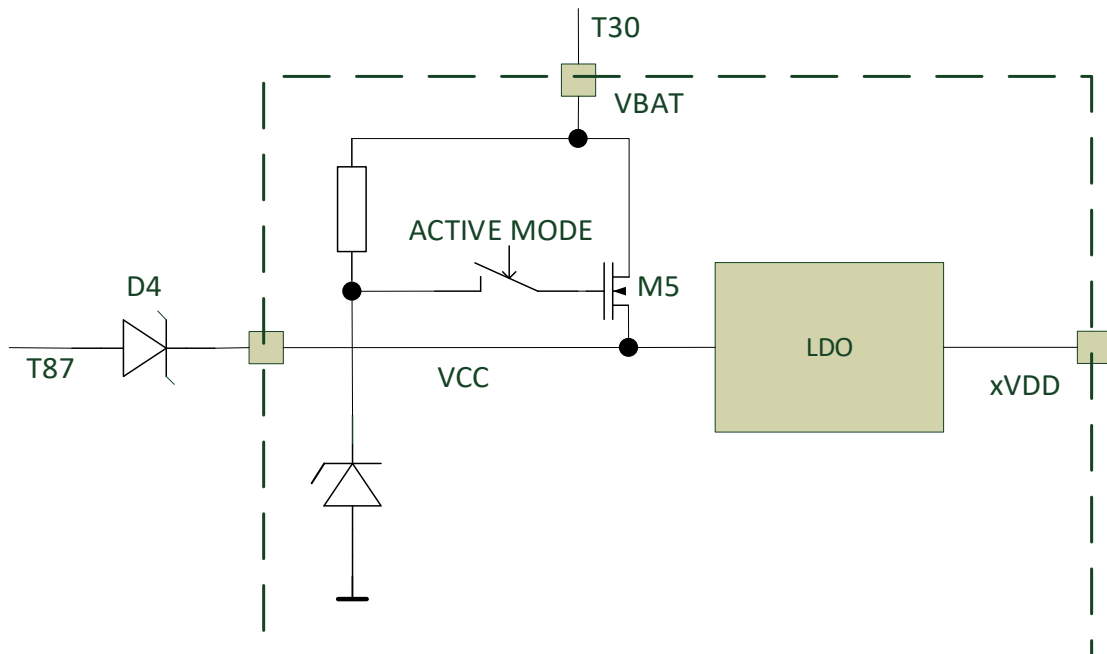 T30
VBAT
ACTIVE MODE
M5
D4
LDO
T87
VCC
xVDD